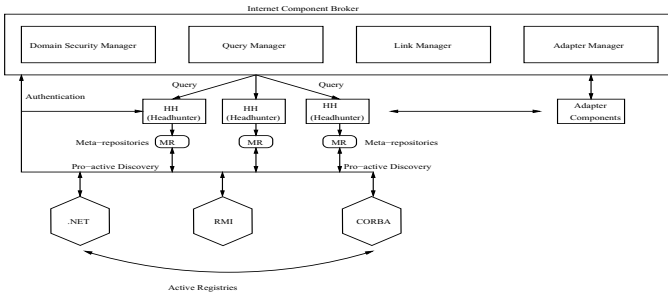 Internet Component Broker
Domain Security Manager
Query Manager
Link Manager
Adapter Manager
Query
Query
Authentication
HH
(Headhunter)
HH
(Headhunter)
HH
(Headhunter)
Adapter
Components
Meta-repositories
MR
MR
MR
Meta-repositories
Pro-active Discovery
Pro-active Discovery
.NET
RMI
CORBA
Active Registries